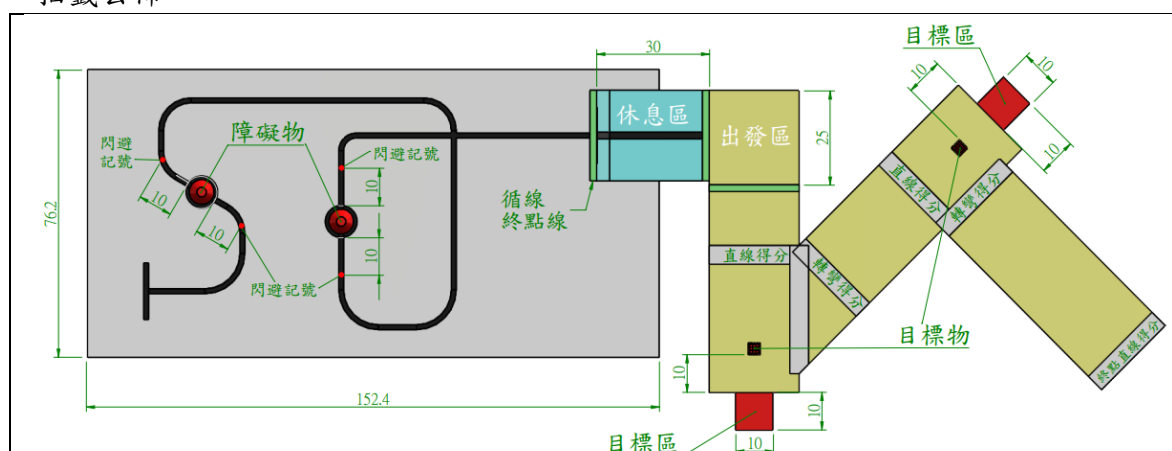 目標區
10
10
30
休息區
出發區
25
10
障礙物
閃避
記號
閃避記號
直線得分
轉彎得分
10
10
循線
終點線
76.2
10
10
直線得分
轉彎得分
閃避記號
目標物
終點直線得分
10
152.4
10
目標區
10